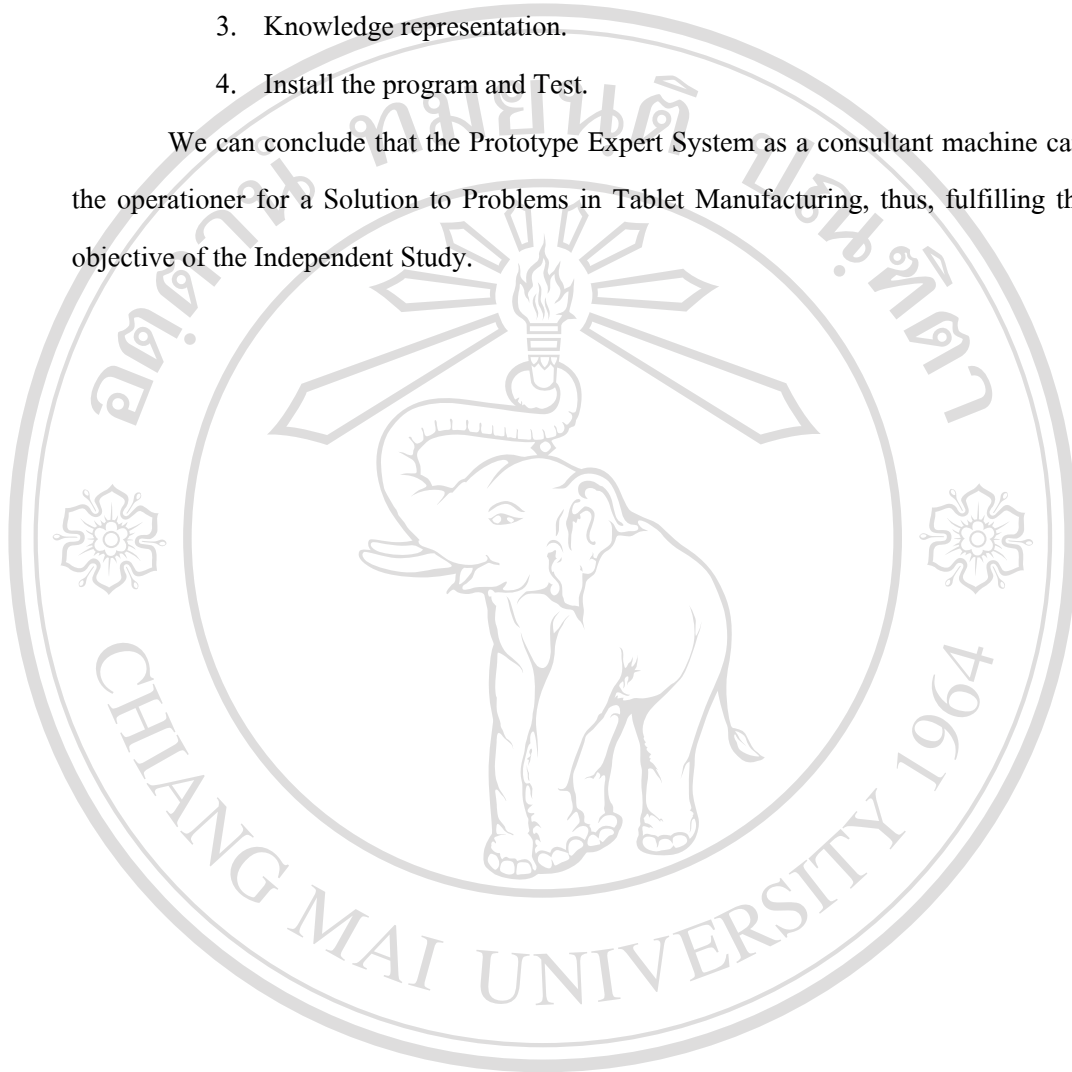 3. Knowledge representation.
4. Install the program and Test.
We can conclude that the Prototype Expert System as a consultant machine ca
the operationer for a Solution to Problems in Tablet Manufacturing, thus, fulfilling th
objective of the Independent Study.
CHIANG MAI UNIVERSITY 1964